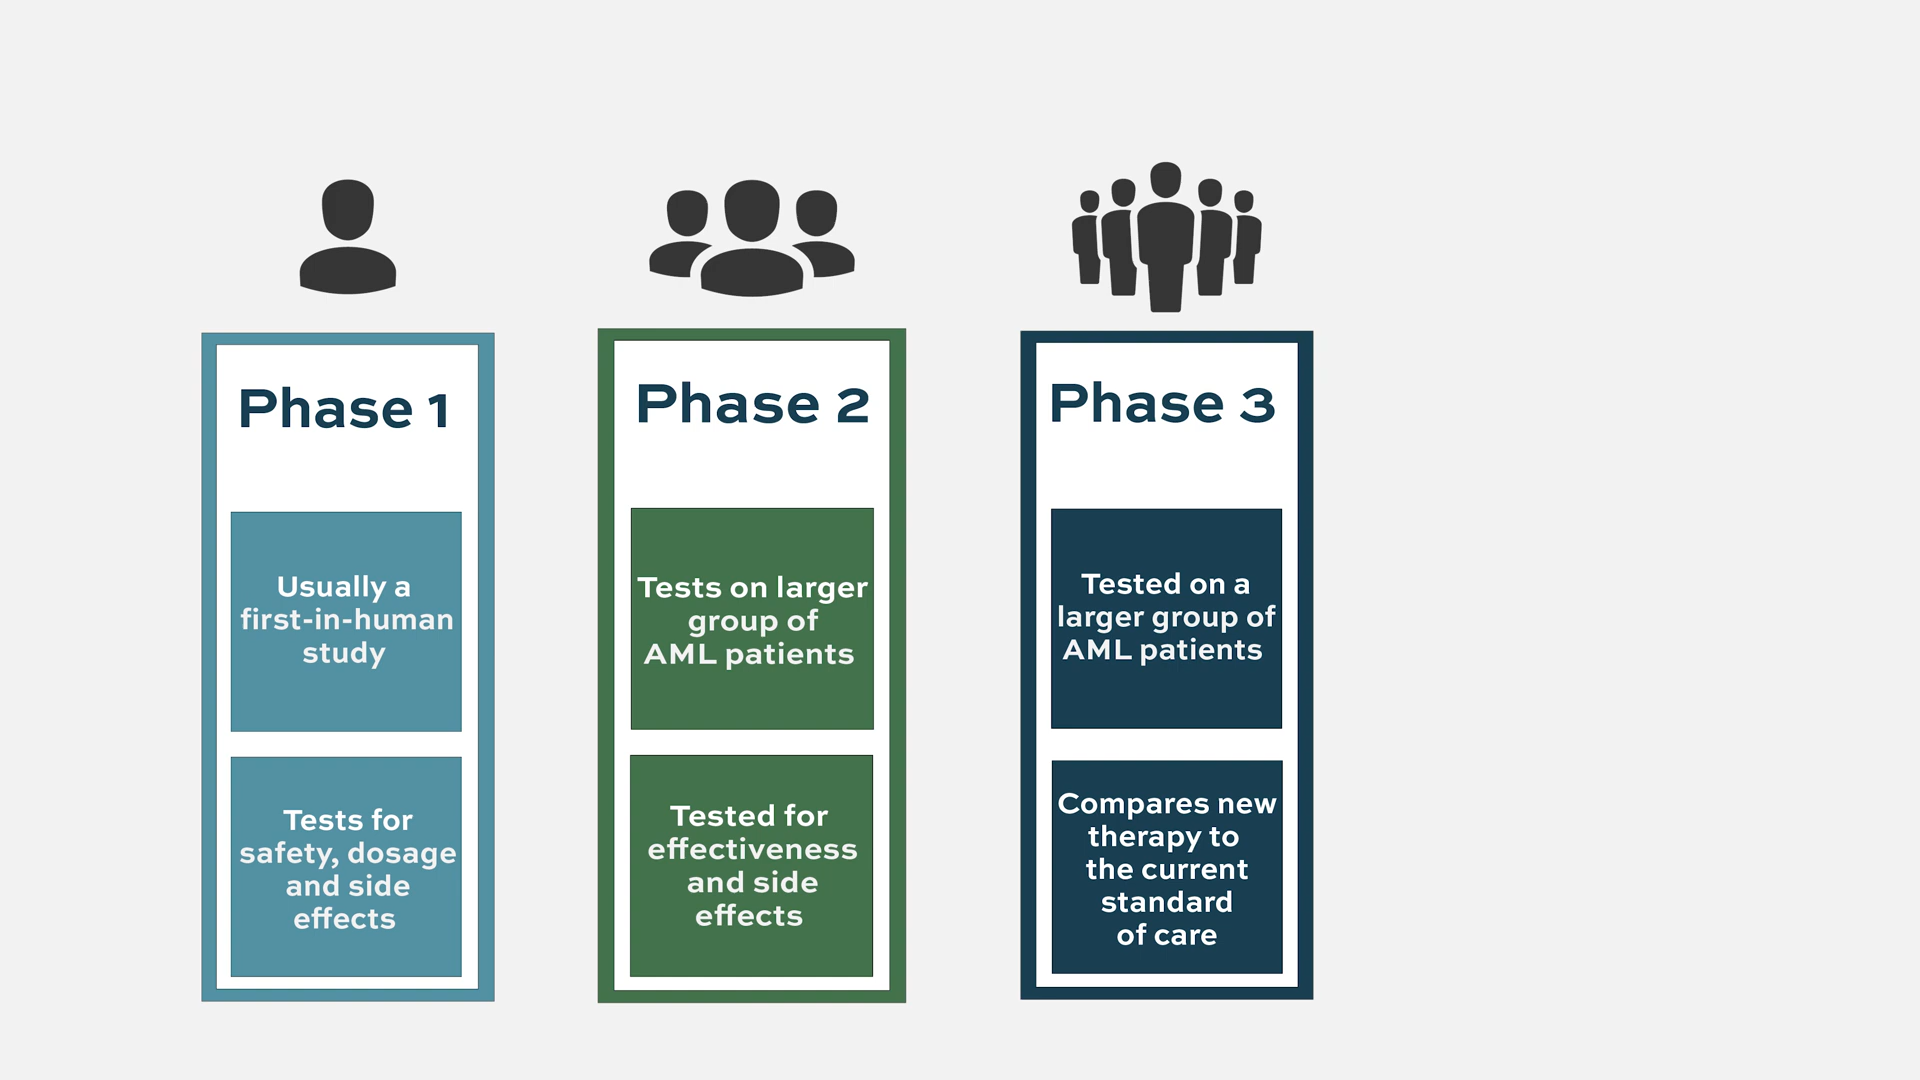 Phase 1
Usually a
first-in-human
study
Tests for
safety, dosage
and side
effects
Phase 2
Tests on larger
group of
AML patients
Tested for
effectiveness
and side
effects
Phase 3
Tested on a
larger group of
AML patients
Compares new
therapy to
the current
standard
of care